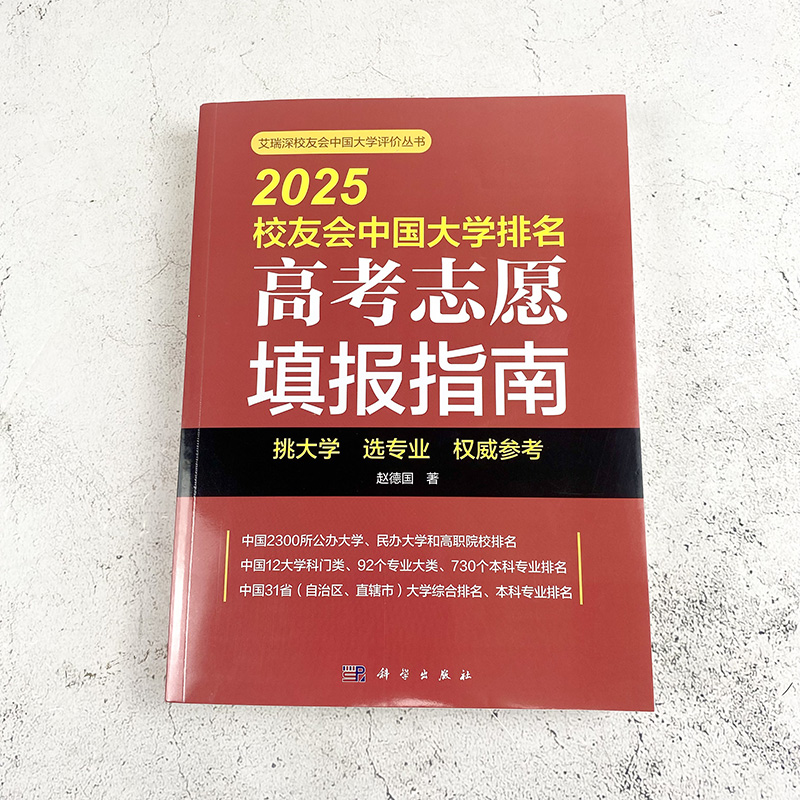 艾瑞深校友会中国大学评价丛书
2025
校友会中国大学排名
高考志愿
填报指南
挑大学 选专业 权威参考
赵德国 著
中国2300所公办大学、民办大学和高职院校排名
中国12大学科门类、92个专业大类、730个本科专业排名
中国31省（自治区、直辖市）大学综合排名、本科专业排名
科学出版社